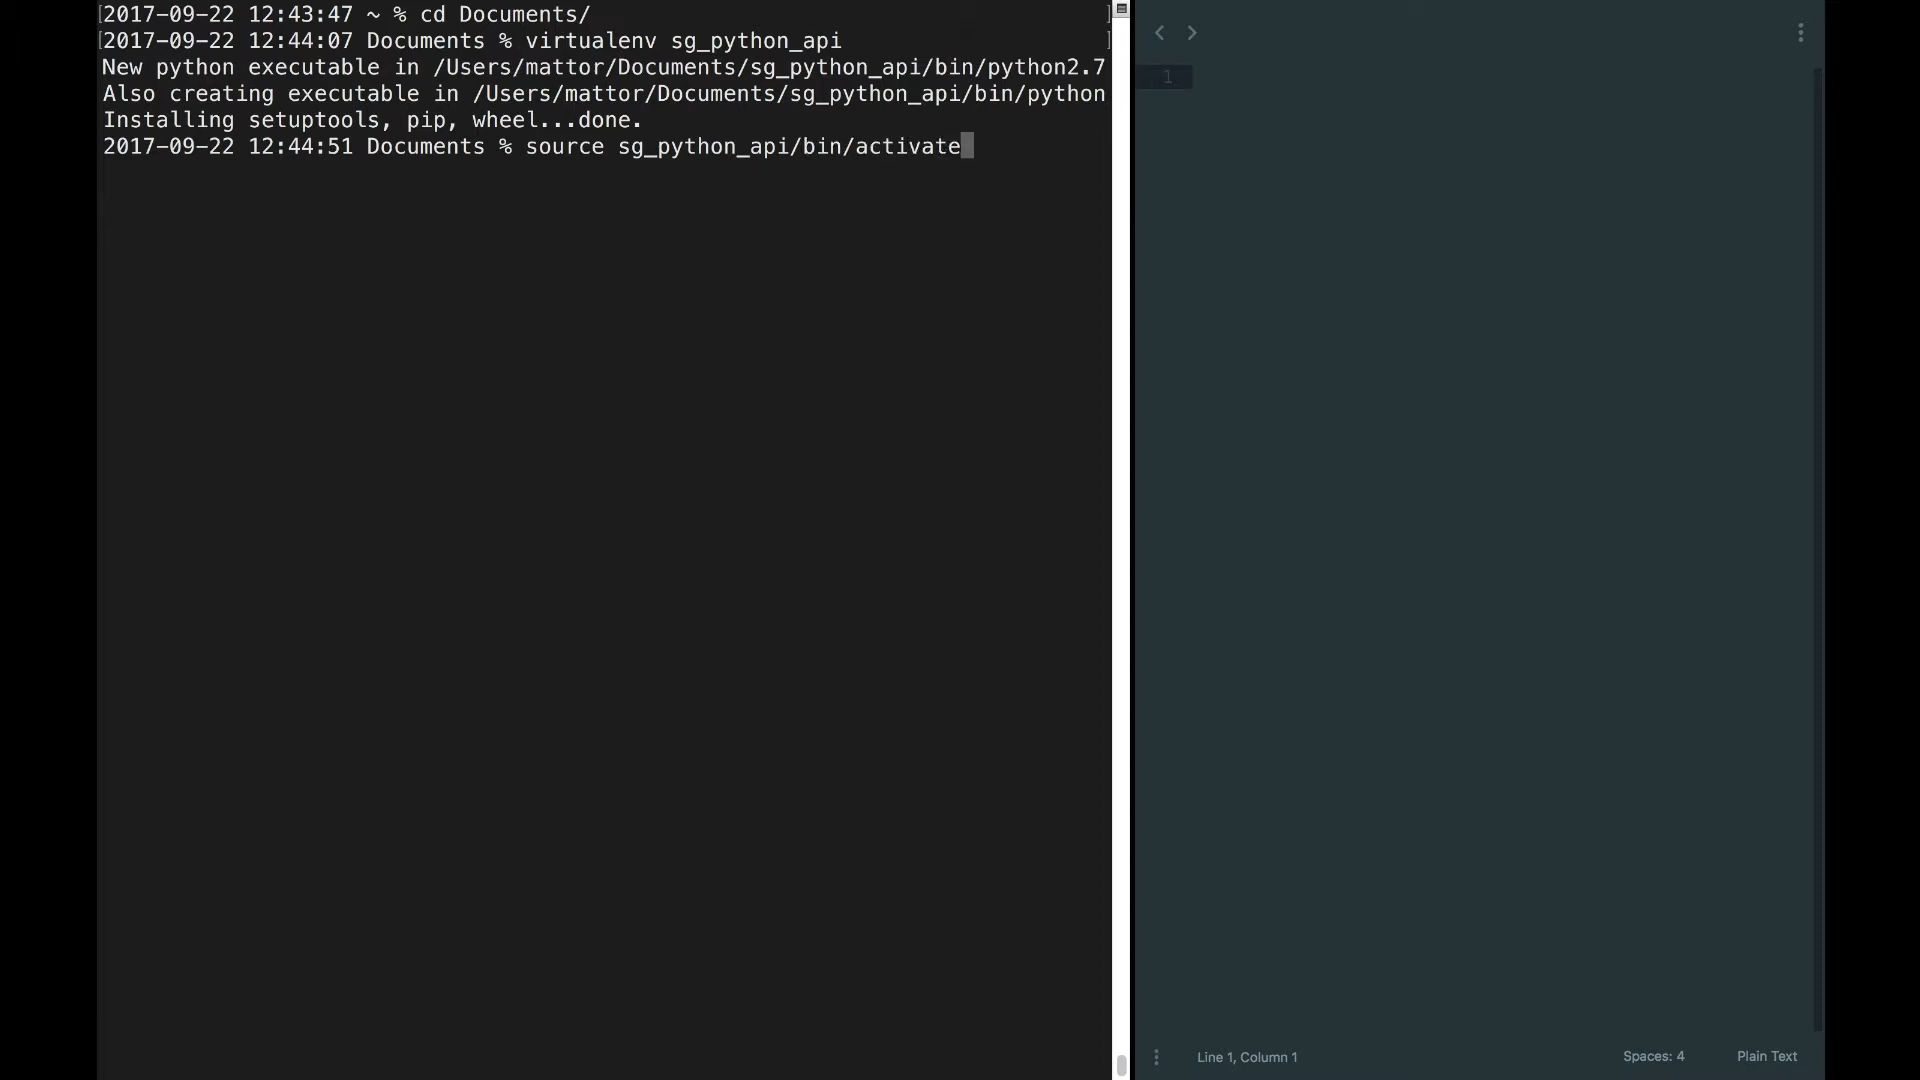 [2017-09-22 12:43:47 ~ % cd Documents/ ]
[2017-09-22 12:44:07 Documents % virtualenv sg_python_api ]
New python executable in /Users/mattor/Documents/sg_python_api/bin/python2.7
Also creating executable in /Users/mattor/Documents/sg_python_api/bin/python
Installing setuptools, pip, wheel...done.
2017-09-22 12:44:51 Documents % source sg_python_api/bin/activate
1
Line 1, Column 1
Spaces: 4
Plain Text